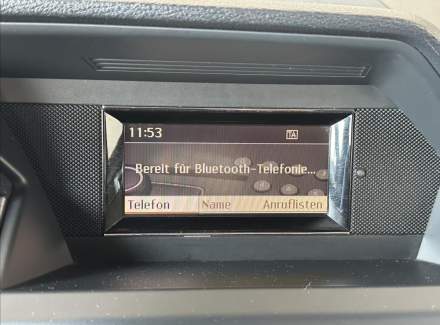 11:53 TA
Bereit für Bluetooth-Telefonie...
Telefon Name Anruflisten